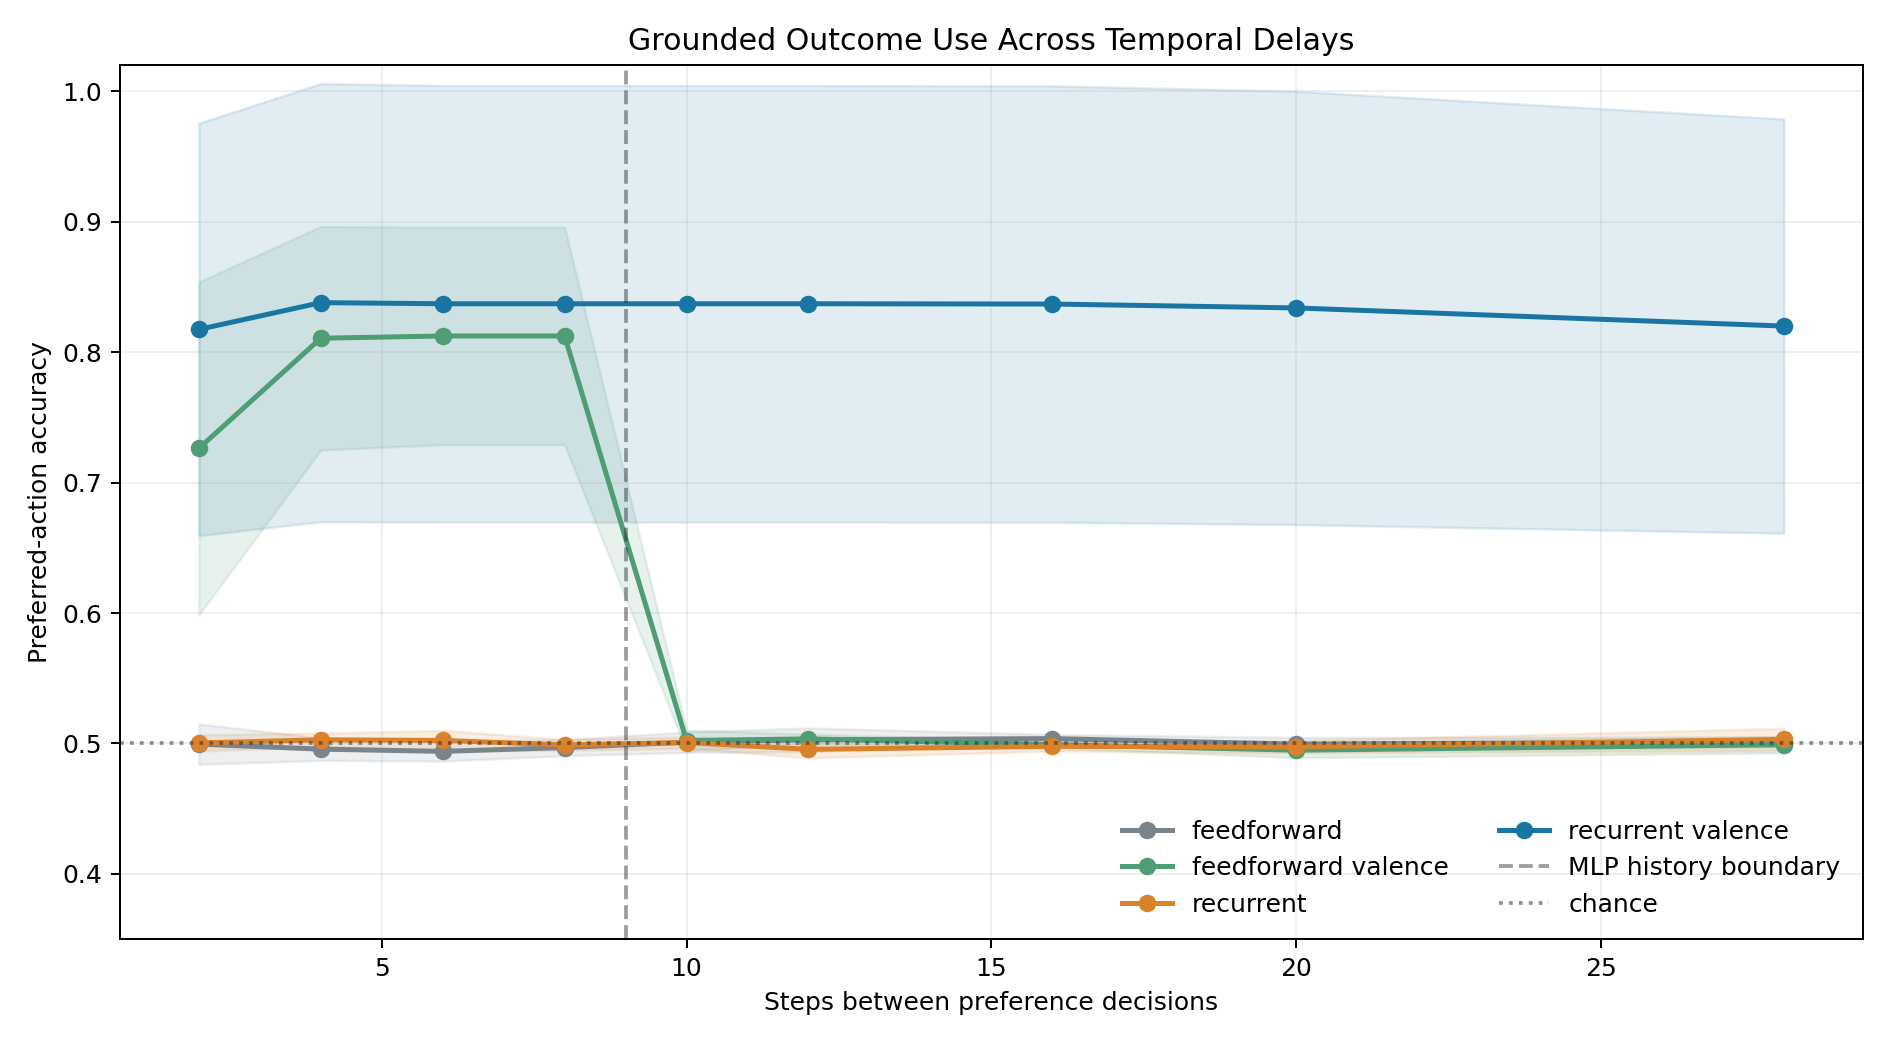 Grounded Outcome Use Across Temporal Delays
Preferred-action accuracy
1.0
0.9
0.8
0.7
0.6
0.5
0.4
feedforward
feedforward valence
recurrent
recurrent valence
MLP history boundary
chance
5
10
15
20
25
Steps between preference decisions